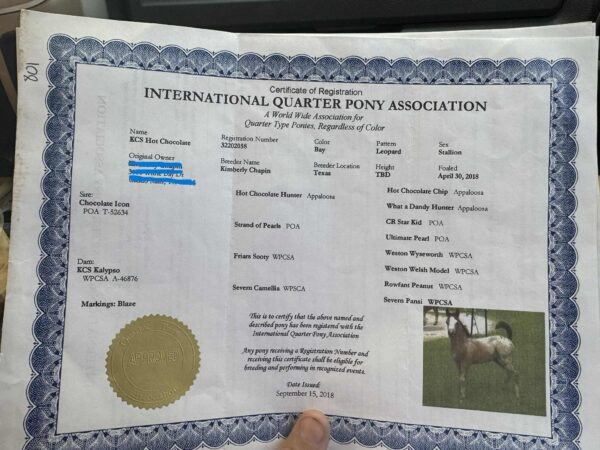 108
Certificate of Registration
INTERNATIONAL QUARTER PONY ASSOCIATION
A World Wide Association for
Quarter Type Ponies, Regardless of Color
Name
KCS Hot Chocolate
Registration Number
32202058
Color
Bay
Pattern
Leopard
Sex
Stallion
Original Owner
Breeder Name
Kimberly Chapin
Breeder Location
Texas
Height
TBD
Foaled
April 30, 2018
Sire:
Chocolate Icon
POA T-52634
Hot Chocolate Hunter Appaloosa
Strand of Pearls POA
Hot Chocolate Chip Appaloosa
What a Dandy Hunter Appaloosa
CR Star Kid POA
Ultimate Pearl POA
Dam:
KCS Kalypso
WPCSA A-46876
Friars Sooty WPCSA
Severn Camellia WPSCA
Weston Wyseworth WPCSA
Weston Welsh Model WPCSA
Rowfant Peanut WPCSA
Severn Pansi WPCSA
Markings: Blaze
This is to certify that the above named and
described pony has been registered with the
International Quarter Pony Association
Any pony receiving a Registration Number and
receiving this certificate shall be eligible for
breeding and performing in recognized events.
Date Issued:
September 15, 2018